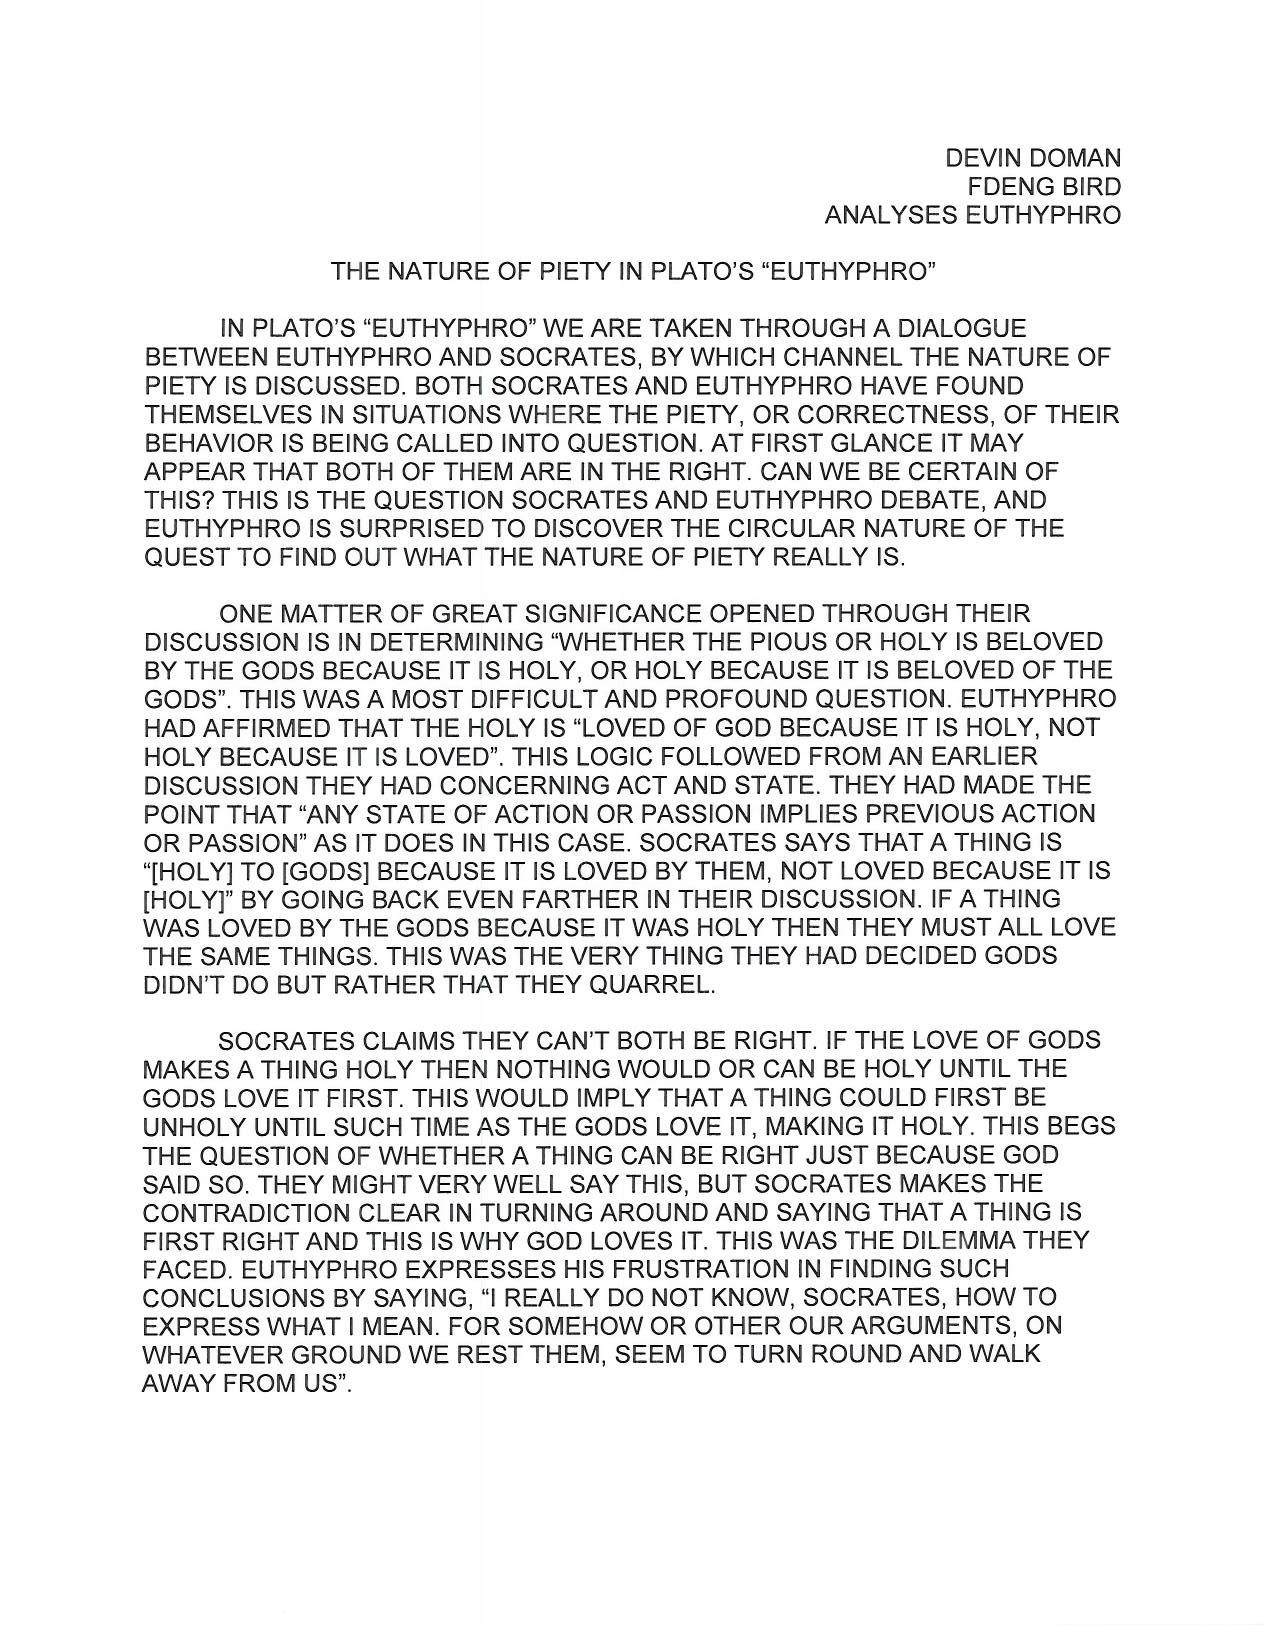 DEVIN DOMAN
FDENG BIRD
ANALYSES EUTHYPHRO
THE NATURE OF PIETY IN PLATO’S “EUTHYPHRO”
IN PLATO’S “EUTHYPHRO” WE ARE TAKEN THROUGH A DIALOGUE
BETWEEN EUTHYPHRO AND SOCRATES, BY WHICH CHANNEL THE NATURE OF
PIETY IS DISCUSSED. BOTH SOCRATES AND EUTHYPHRO HAVE FOUND
THEMSELVES IN SITUATIONS WHERE THE PIETY, OR CORRECTNESS, OF THEIR
BEHAVIOR IS BEING CALLED INTO QUESTION. AT FIRST GLANCE IT MAY
APPEAR THAT BOTH OF THEM ARE IN THE RIGHT. CAN WE BE CERTAIN OF
THIS? THIS IS THE QUESTION SOCRATES AND EUTHYPHRO DEBATE, AND
EUTHYPHRO IS SURPRISED TO DISCOVER THE CIRCULAR NATURE OF THE
QUEST TO FIND OUT WHAT THE NATURE OF PIETY REALLY IS.
ONE MATTER OF GREAT SIGNIFICANCE OPENED THROUGH THEIR
DISCUSSION IS IN DETERMINING “WHETHER THE PIOUS OR HOLY IS BELOVED
BY THE GODS BECAUSE IT IS HOLY, OR HOLY BECAUSE IT IS BELOVED OF THE
GODS”. THIS WAS A MOST DIFFICULT AND PROFOUND QUESTION. EUTHYPHRO
HAD AFFIRMED THAT THE HOLY IS “LOVED OF GOD BECAUSE IT IS HOLY, NOT
HOLY BECAUSE IT IS LOVED”. THIS LOGIC FOLLOWED FROM AN EARLIER
DISCUSSION THEY HAD CONCERNING ACT AND STATE. THEY HAD MADE THE
POINT THAT “ANY STATE OF ACTION OR PASSION IMPLIES PREVIOUS ACTION
OR PASSION” AS IT DOES IN THIS CASE. SOCRATES SAYS THAT A THING IS
“[HOLY] TO [GODS] BECAUSE IT IS LOVED BY THEM, NOT LOVED BECAUSE IT IS
[HOLY]” BY GOING BACK EVEN FARTHER IN THEIR DISCUSSION. IF A THING
WAS LOVED BY THE GODS BECAUSE IT WAS HOLY THEN THEY MUST ALL LOVE
THE SAME THINGS. THIS WAS THE VERY THING THEY HAD DECIDED GODS
DIDN’T DO BUT RATHER THAT THEY QUARREL.
SOCRATES CLAIMS THEY CAN’T BOTH BE RIGHT. IF THE LOVE OF GODS
MAKES A THING HOLY THEN NOTHING WOULD OR CAN BE HOLY UNTIL THE
GODS LOVE IT FIRST. THIS WOULD IMPLY THAT A THING COULD FIRST BE
UNHOLY UNTIL SUCH TIME AS THE GODS LOVE IT, MAKING IT HOLY. THIS BEGS
THE QUESTION OF WHETHER A THING CAN BE RIGHT JUST BECAUSE GOD
SAID SO. THEY MIGHT VERY WELL SAY THIS, BUT SOCRATES MAKES THE
CONTRADICTION CLEAR IN TURNING AROUND AND SAYING THAT A THING IS
FIRST RIGHT AND THIS IS WHY GOD LOVES IT. THIS WAS THE DILEMMA THEY
FACED. EUTHYPHRO EXPRESSES HIS FRUSTRATION IN FINDING SUCH
CONCLUSIONS BY SAYING, “I REALLY DO NOT KNOW, SOCRATES, HOW TO
EXPRESS WHAT I MEAN. FOR SOMEHOW OR OTHER OUR ARGUMENTS, ON
WHATEVER GROUND WE REST THEM, SEEM TO TURN ROUND AND WALK
AWAY FROM US”.